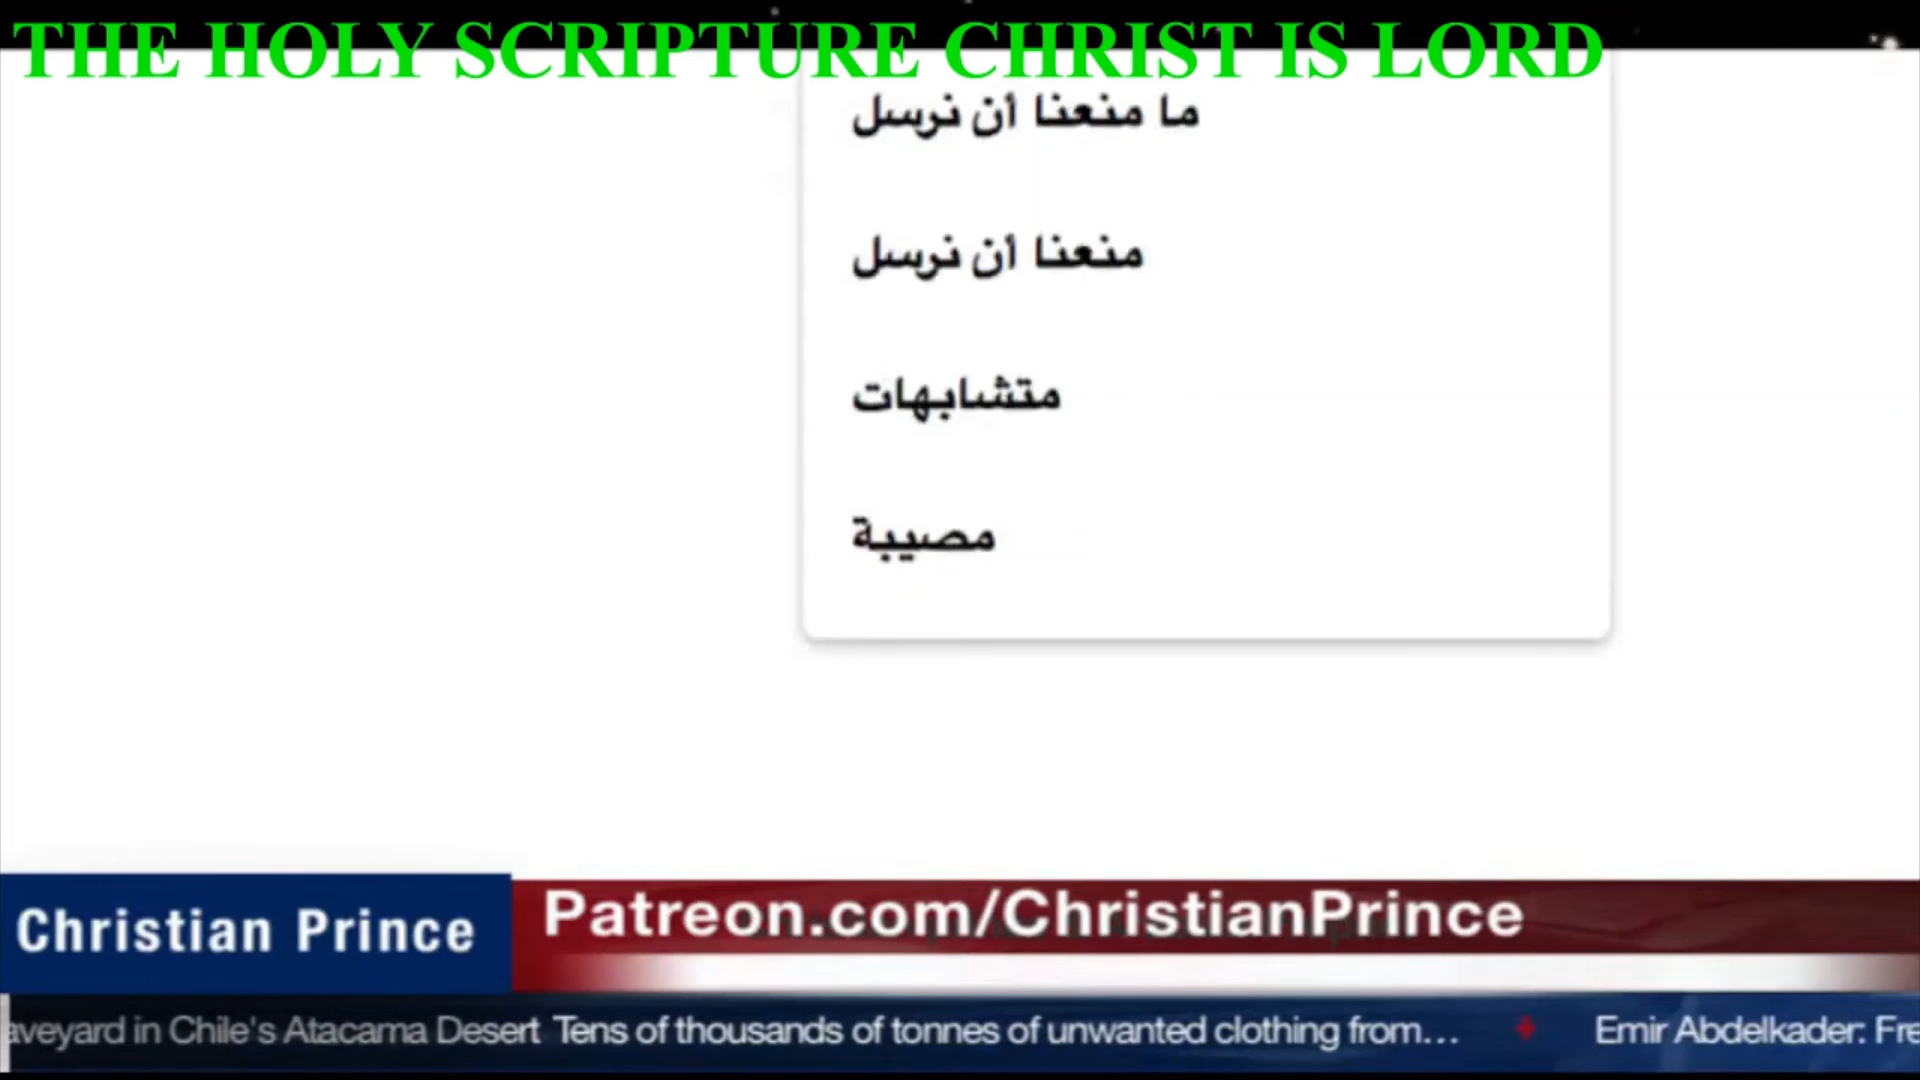 THE HOLY SCRIPTURE CHRIST IS LORD
ما منعنا أن نرسل
منعنا أن نرسل
متشابهات
مصيبة
Christian Prince
Patreon.com/ChristianPrince
aveyard in Chile's Atacama Desert Tens of thousands of tonnes of unwanted clothing from... Emir Abdelkader: Fre